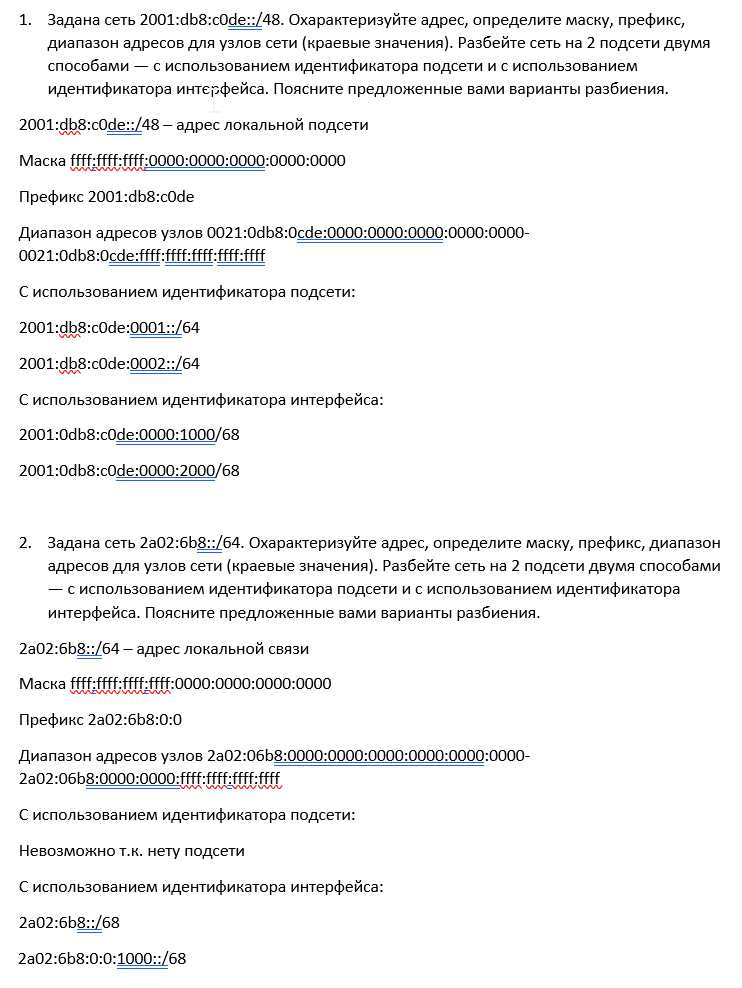 1. Задана сеть 2001:db8:c0de::/48. Охарактеризуйте адрес, определите маску, префикс,
диапазон адресов для узлов сети (краевые значения). Разбейте сеть на 2 подсети двумя
способами — с использованием идентификатора подсети и с использованием
идентификатора интерфейса. Поясните предложенные вами варианты разбиения.
2001:db8:c0de::/48 – адрес локальной подсети
Маска ffff:ffff:ffff:0000:0000:0000:0000:0000
Префикс 2001:db8:c0de
Диапазон адресов узлов 0021:0db8:0cde:0000:0000:0000:0000:0000-
0021:0db8:0cde:ffff:ffff:ffff:ffff:ffff
С использованием идентификатора подсети:
2001:db8:c0de:0001::/64
2001:db8:c0de:0002::/64
С использованием идентификатора интерфейса:
2001:0db8:c0de:0000:1000/68
2001:0db8:c0de:0000:2000/68
2. Задана сеть 2a02:6b8::/64. Охарактеризуйте адрес, определите маску, префикс, диапазон
адресов для узлов сети (краевые значения). Разбейте сеть на 2 подсети двумя способами
— с использованием идентификатора подсети и с использованием идентификатора
интерфейса. Поясните предложенные вами варианты разбиения.
2a02:6b8::/64 – адрес локальной связи
Маска ffff:ffff:ffff:ffff:0000:0000:0000:0000
Префикс 2a02:6b8:0:0
Диапазон адресов узлов 2a02:06b8:0000:0000:0000:0000:0000:0000-
2a02:06b8:0000:0000:ffff:ffff:ffff:ffff
С использованием идентификатора подсети:
Невозможно т.к. нету подсети
С использованием идентификатора интерфейса:
2a02:6b8::/68
2a02:6b8:0:0:1000::/68